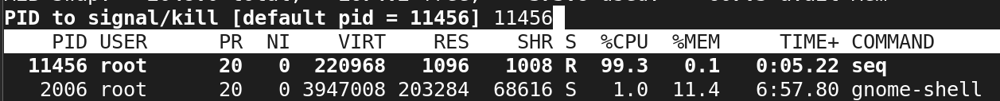 PID to signal/kill [default pid = 11456] 11456
PID USER PR NI VIRT RES SHR S %CPU %MEM TIME+ COMMAND
11456 root 20 0 220968 1096 1008 R 99.3 0.1 0:05.22 seq
2006 root 20 0 3947008 203284 68616 S 1.0 11.4 6:57.80 gnome-shell